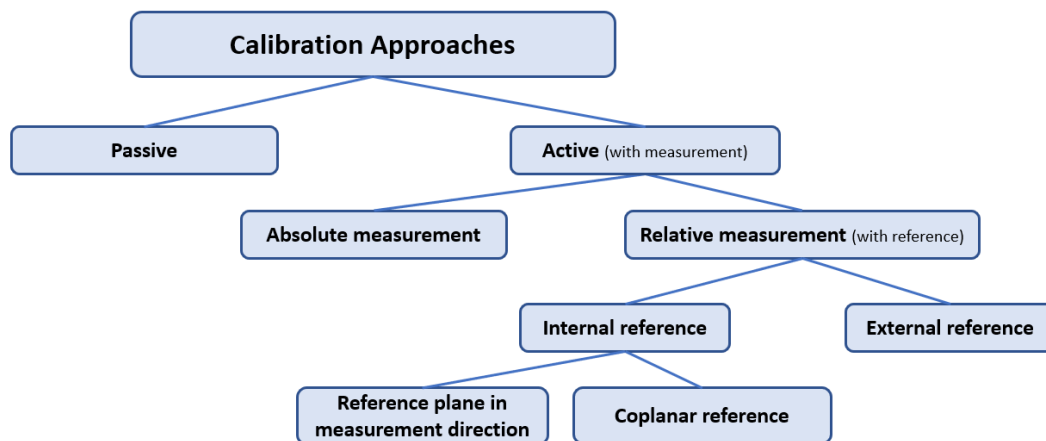 Calibration Approaches
Passive
Active (with measurement)
Absolute measurement
Relative measurement (with reference)
Internal reference
External reference
Reference plane in
measurement direction
Coplanar reference